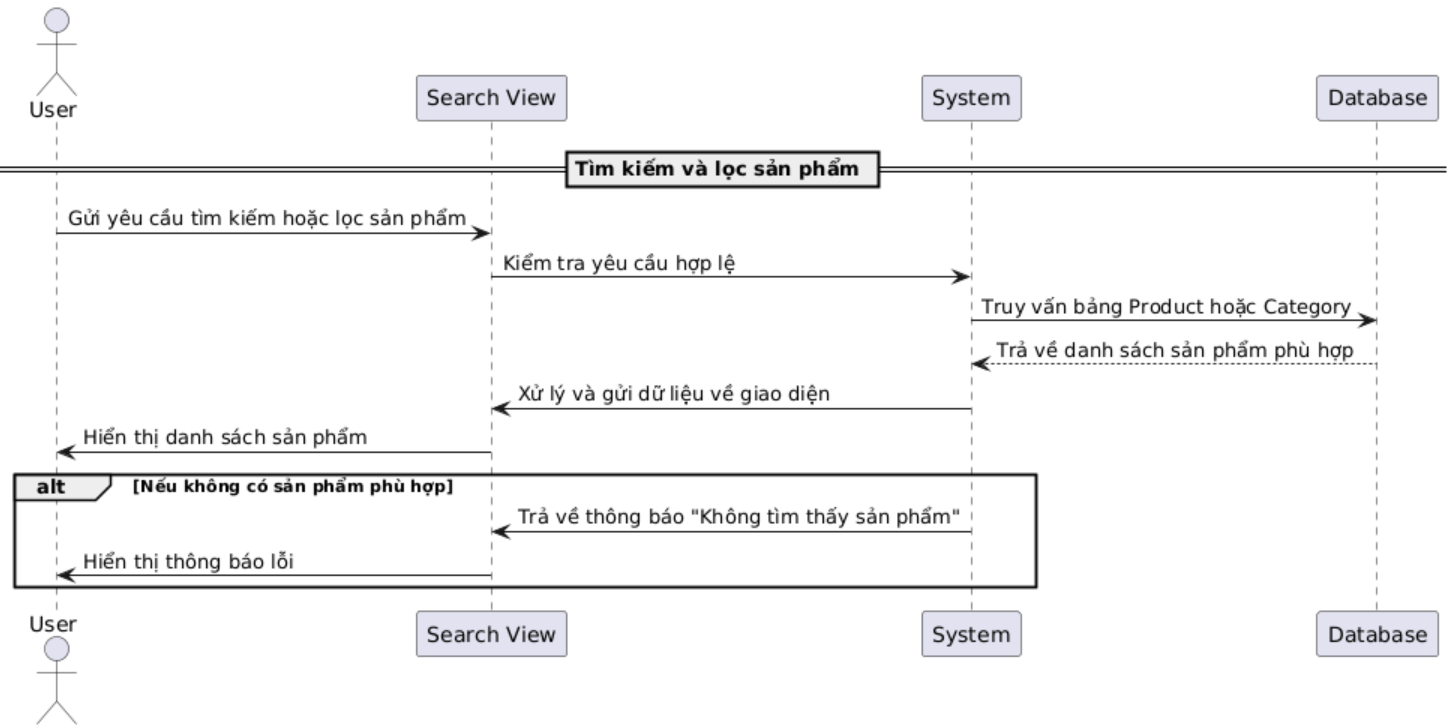 User
Search View
System
Database
Tìm kiếm và lọc sản phẩm
Gửi yêu cầu tìm kiếm hoặc lọc sản phẩm
Kiểm tra yêu cầu hợp lệ
Truy vấn bảng Product hoặc Category
Trả về danh sách sản phẩm phù hợp
Xử lý và gửi dữ liệu về giao diện
Hiển thị danh sách sản phẩm
alt
[Nếu không có sản phẩm phù hợp]
Trả về thông báo "Không tìm thấy sản phẩm"
Hiển thị thông báo lỗi
User
Search View
System
Database